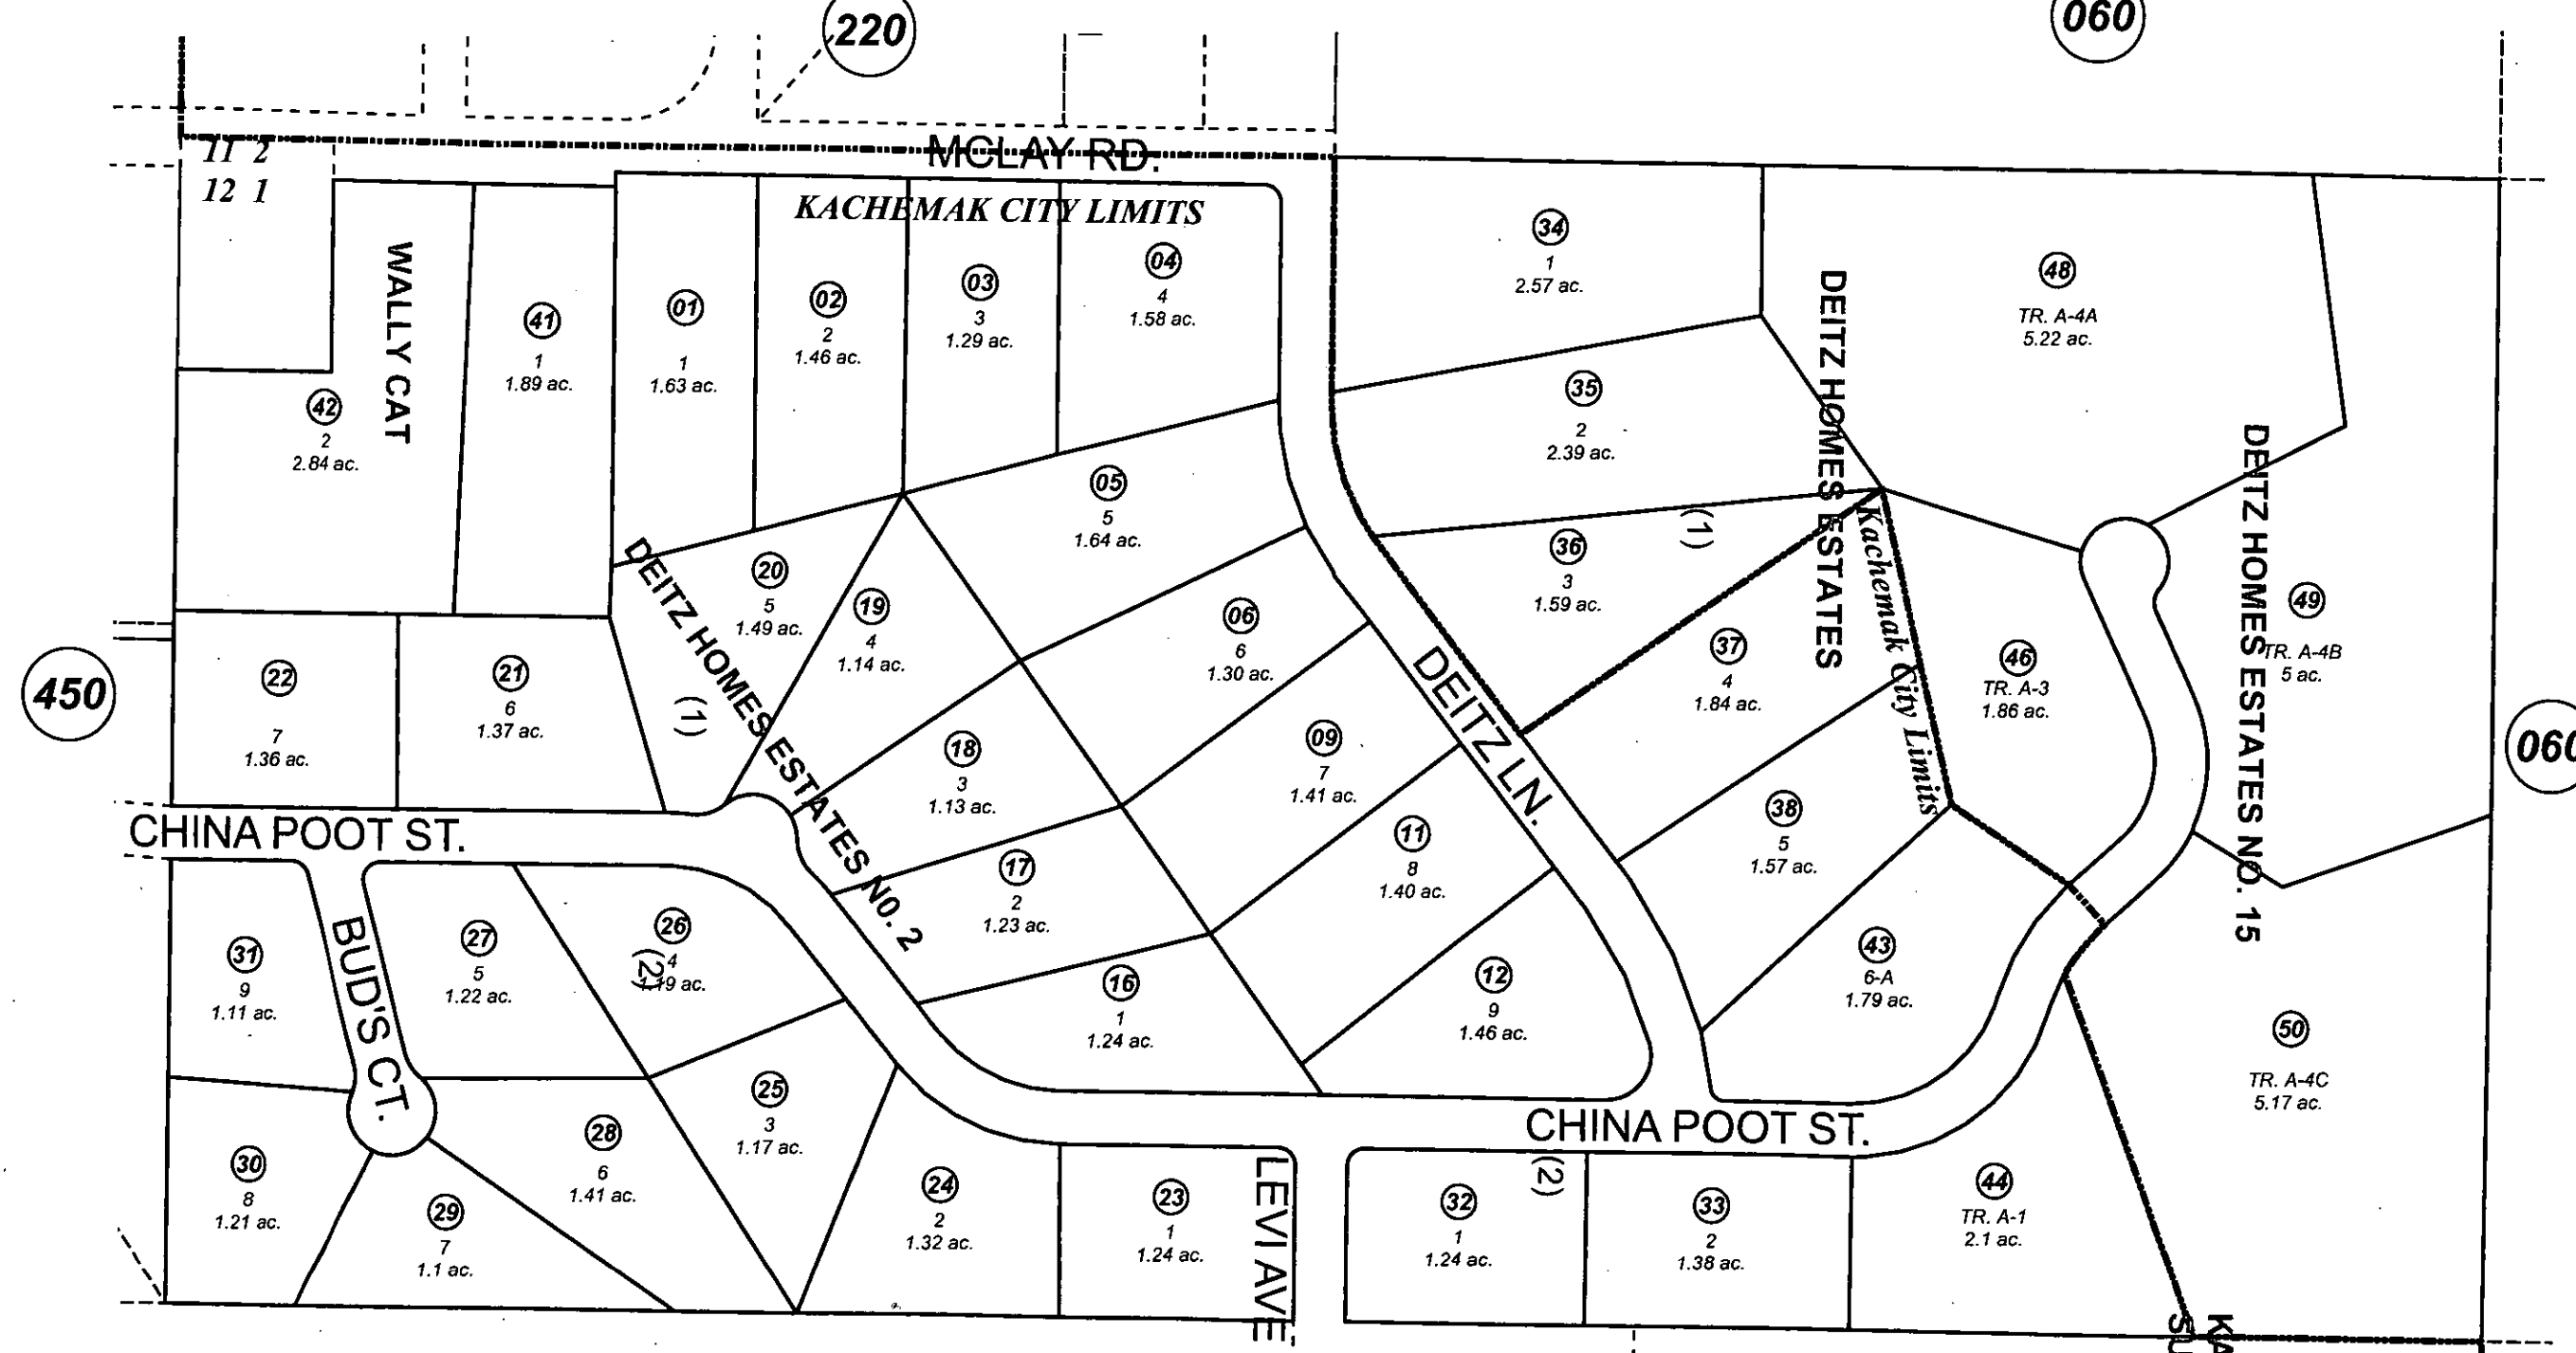 220
060
11 2
12 1
MCLAY RD.
KACHEMAK CITY LIMITS
WALLY CAT
42
2
2.84 ac.
41
1
1.89 ac.
01
1
1.63 ac.
02
2
1.46 ac.
03
3
1.29 ac.
04
4
1.58 ac.
34
1
2.57 ac.
48
TR. A-4A
5.22 ac.
35
2
2.39 ac.
DEITZ HOMES ESTATES
DEITZ HOMES ESTATES NO. 15
05
5
1.64 ac.
20
5
1.49 ac.
19
4
1.14 ac.
06
6
1.30 ac.
36
3
1.59 ac.
(1)
Kachemak City Limits
37
4
1.84 ac.
46
TR. A-3
1.86 ac.
49
TR. A-4B
5 ac.
450
22
7
1.36 ac.
21
6
1.37 ac.
(1)
DEITZ HOMES ESTATES NO. 2
18
3
1.13 ac.
09
7
1.41 ac.
DEITZ LN.
060
38
5
1.57 ac.
CHINA POOT ST.
17
2
1.23 ac.
11
8
1.40 ac.
31
9
1.11 ac.
BUD'S CT.
27
5
1.22 ac.
26
4
1.19 ac.
(2)
16
1
1.24 ac.
12
9
1.46 ac.
43
6-A
1.79 ac.
50
TR. A-4C
5.17 ac.
30
8
1.21 ac.
29
7
1.1 ac.
28
6
1.41 ac.
25
3
1.17 ac.
24
2
1.32 ac.
23
1
1.24 ac.
LEVI AVE.
CHINA POOT ST.
32
1
1.24 ac.
(2)
33
2
1.38 ac.
44
TR. A-1
2.1 ac.
KA
SU